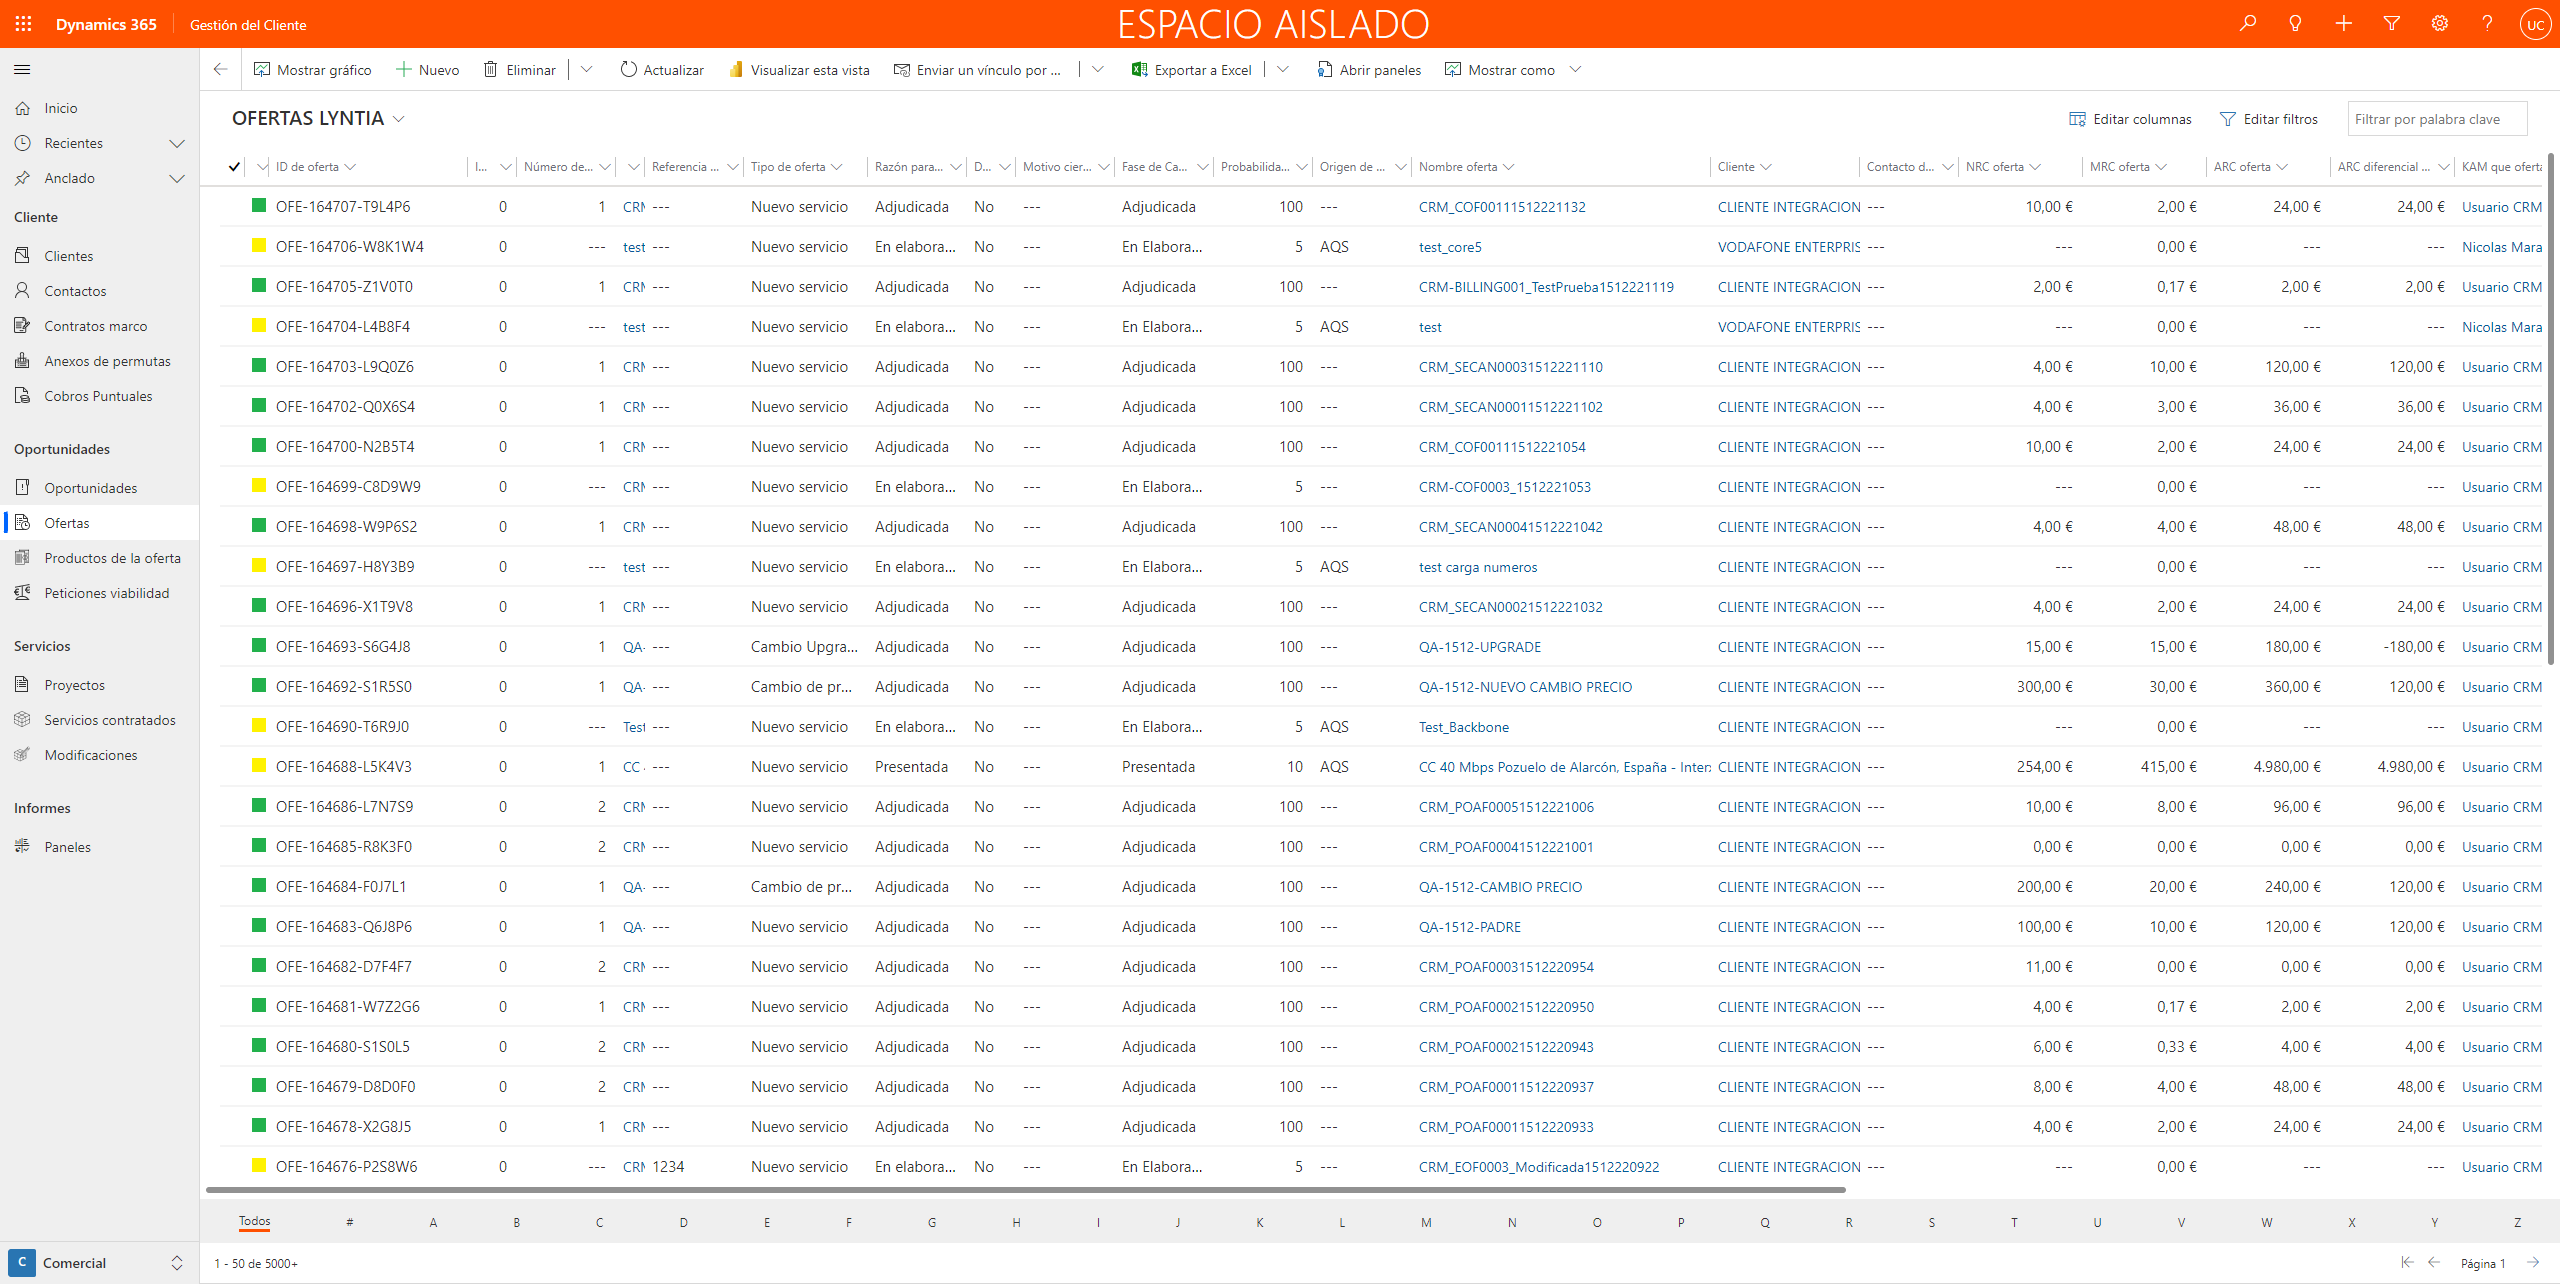 Dynamics 365 Gestión del Cliente ESPACIO AISLADO UC
Mostrar gráfico Nuevo Eliminar Actualizar Visualizar esta vista Enviar un vínculo por ... Exportar a Excel Abrir paneles Mostrar como
Inicio
Recientes
Anclado
Cliente
Clientes
Contactos
Contratos marco
Anexos de permutas
Cobros Puntuales
Oportunidades
Oportunidades
Ofertas
Productos de la oferta
Peticiones viabilidad
Servicios
Proyectos
Servicios contratados
Modificaciones
Informes
Paneles
C Comercial
OFERTAS LYNTIA Editar columnas Editar filtros Filtrar por palabra clave
ID de oferta I... Número de... Referencia ... Tipo de oferta Razón para... D... Motivo cier... Fase de Ca... Probabilida... Origen de ... Nombre oferta Cliente Contacto d... NRC oferta MRC oferta ARC oferta ARC diferencial ... KAM que oferta
OFE-164707-T9L4P6 0 1 CRM --- Nuevo servicio Adjudicada No --- Adjudicada 100 --- CRM_COF00111512221132 CLIENTE INTEGRACION --- 10,00 € 2,00 € 24,00 € 24,00 € Usuario CRM
OFE-164706-W8K1W4 0 --- test Nuevo servicio En elabora... No En Elabora... 5 AQS test_core5 VODAFONE ENTERPRIS --- 0,00 € --- --- Nicolas Mara
OFE-164705-Z1V0T0 0 1 CRM --- Nuevo servicio Adjudicada No --- Adjudicada 100 --- CRM-BILLING001_TestPrueba1512221119 CLIENTE INTEGRACION --- 2,00 € 0,17 € 2,00 € 2,00 € Usuario CRM
OFE-164704-L4B8F4 0 --- test Nuevo servicio En elabora... No En Elabora... 5 AQS test VODAFONE ENTERPRIS --- 0,00 € --- --- Nicolas Mara
OFE-164703-L9Q0Z6 0 1 CRM --- Nuevo servicio Adjudicada No --- Adjudicada 100 --- CRM_SECAN00031512221110 CLIENTE INTEGRACION --- 4,00 € 10,00 € 120,00 € 120,00 € Usuario CRM
OFE-164702-Q0X6S4 0 1 CRM --- Nuevo servicio Adjudicada No --- Adjudicada 100 --- CRM_SECAN00011512221102 CLIENTE INTEGRACION --- 4,00 € 3,00 € 36,00 € 36,00 € Usuario CRM
OFE-164700-N2B5T4 0 1 CRM --- Nuevo servicio Adjudicada No --- Adjudicada 100 --- CRM_COF00111512221054 CLIENTE INTEGRACION --- 10,00 € 2,00 € 24,00 € 24,00 € Usuario CRM
OFE-164699-C8D9W9 0 --- CRM --- Nuevo servicio En elabora... No --- En Elabora... 5 --- CRM-COF0003_1512221053 CLIENTE INTEGRACION --- --- 0,00 € --- --- Usuario CRM
OFE-164698-W9P6S2 0 1 CRM --- Nuevo servicio Adjudicada No --- Adjudicada 100 --- CRM_SECAN00041512221042 CLIENTE INTEGRACION --- 4,00 € 4,00 € 48,00 € 48,00 € Usuario CRM
OFE-164697-H8Y3B9 0 --- test --- Nuevo servicio En elabora... No --- En Elabora... 5 AQS test carga numeros CLIENTE INTEGRACION --- --- 0,00 € --- --- Usuario CRM
OFE-164696-X1T9V8 0 1 CRM --- Nuevo servicio Adjudicada No --- Adjudicada 100 --- CRM_SECAN00021512221032 CLIENTE INTEGRACION --- 4,00 € 2,00 € 24,00 € 24,00 € Usuario CRM
OFE-164693-S6G4J8 0 1 QA- --- Cambio Upgra... Adjudicada No --- Adjudicada 100 --- QA-1512-UPGRADE CLIENTE INTEGRACION --- 15,00 € 15,00 € 180,00 € -180,00 € Usuario CRM
OFE-164692-S1R5S0 0 1 QA- --- Cambio de pr... Adjudicada No --- Adjudicada 100 --- QA-1512-NUEVO CAMBIO PRECIO CLIENTE INTEGRACION --- 300,00 € 30,00 € 360,00 € 120,00 € Usuario CRM
OFE-164690-T6R9J0 0 --- Test --- Nuevo servicio En elabora... No --- En Elabora... 5 AQS Test_Backbone CLIENTE INTEGRACION --- --- 0,00 € --- --- Usuario CRM
OFE-164688-L5K4V3 0 1 CC --- Nuevo servicio Presentada No --- Presentada 10 AQS CC 40 Mbps Pozuelo de Alarcón, España - Inter CLIENTE INTEGRACION --- 254,00 € 415,00 € 4.980,00 € 4.980,00 € Usuario CRM
OFE-164686-L7N7S9 0 2 CRM --- Nuevo servicio Adjudicada No --- Adjudicada 100 --- CRM_POAF00051512221006 CLIENTE INTEGRACION --- 10,00 € 8,00 € 96,00 € 96,00 € Usuario CRM
OFE-164685-R8K3F0 0 2 CRM --- Nuevo servicio Adjudicada No --- Adjudicada 100 --- CRM_POAF00041512221001 CLIENTE INTEGRACION --- 0,00 € 0,00 € 0,00 € 0,00 € Usuario CRM
OFE-164684-F0J7L1 0 1 QA- --- Cambio de pr... Adjudicada No --- Adjudicada 100 --- QA-1512-CAMBIO PRECIO CLIENTE INTEGRACION --- 200,00 € 20,00 € 240,00 € 120,00 € Usuario CRM
OFE-164683-Q6J8P6 0 1 QA- --- Nuevo servicio Adjudicada No --- Adjudicada 100 --- QA-1512-PADRE CLIENTE INTEGRACION --- 100,00 € 10,00 € 120,00 € 120,00 € Usuario CRM
OFE-164682-D7F4F7 0 2 CRM --- Nuevo servicio Adjudicada No --- Adjudicada 100 --- CRM_POAF00031512220954 CLIENTE INTEGRACION --- 11,00 € 0,00 € 0,00 € 0,00 € Usuario CRM
OFE-164681-W7Z2G6 0 1 CRM --- Nuevo servicio Adjudicada No --- Adjudicada 100 --- CRM_POAF00021512220950 CLIENTE INTEGRACION --- 4,00 € 0,17 € 2,00 € 2,00 € Usuario CRM
OFE-164680-S1S0L5 0 2 CRM --- Nuevo servicio Adjudicada No --- Adjudicada 100 --- CRM_POAF00021512220943 CLIENTE INTEGRACION --- 6,00 € 0,33 € 4,00 € 4,00 € Usuario CRM
OFE-164679-D8D0F0 0 2 CRM --- Nuevo servicio Adjudicada No --- Adjudicada 100 --- CRM_POAF00011512220937 CLIENTE INTEGRACION --- 8,00 € 4,00 € 48,00 € 48,00 € Usuario CRM
OFE-164678-X2G8J5 0 1 CRM --- Nuevo servicio Adjudicada No --- Adjudicada 100 --- CRM_POAF00011512220933 CLIENTE INTEGRACION --- 4,00 € 2,00 € 24,00 € 24,00 € Usuario CRM
OFE-164676-P2S8W6 0 --- CRM 1234 Nuevo servicio En elabora... No --- En Elabora... 5 --- CRM_EOF0003_Modificada1512220922 CLIENTE INTEGRACION --- --- 0,00 € --- --- Usuario CRM
Todos # A B C D E F G H I J K L M N O P Q R S T U V W X Y Z
1 - 50 de 5000+ Página 1